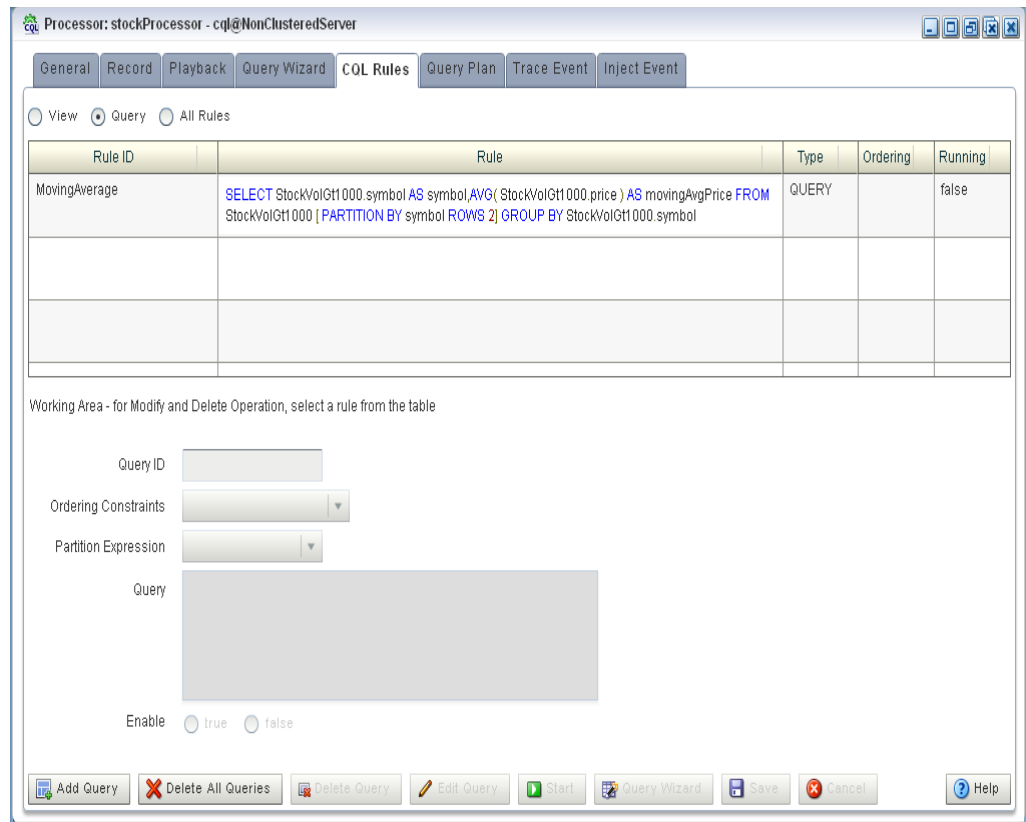 CQL Processor: stockProcessor - cql@NonClusteredServer
General Record Playback Query Wizard CQL Rules Query Plan Trace Event Inject Event
View Query All Rules
Rule ID Rule Type Ordering Running
MovingAverage
SELECT StockVolGt1000.symbol AS symbol,AVG( StockVolGt1000.price ) AS movingAvgPrice FROM
StockVolGt1000 [ PARTITION BY symbol ROWS 2] GROUP BY StockVolGt1000.symbol
QUERY
false
Working Area - for Modify and Delete Operation, select a rule from the table
Query ID
Ordering Constraints
Partition Expression
Query
Enable true false
Add Query Delete All Queries Delete Query Edit Query Start Query Wizard Save Cancel Help